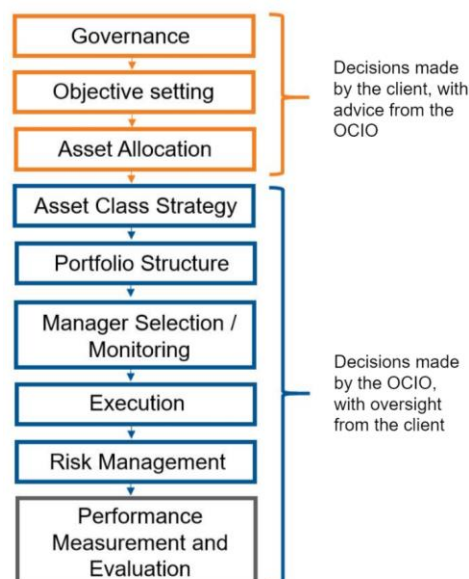 Governance
Objective setting
Asset Allocation
Decisions made
by the client, with
advice from the
OCIO
Asset Class Strategy
Portfolio Structure
Manager Selection /
Monitoring
Execution
Risk Management
Performance
Measurement and
Evaluation
Decisions made
by the OCIO,
with oversight
from the client